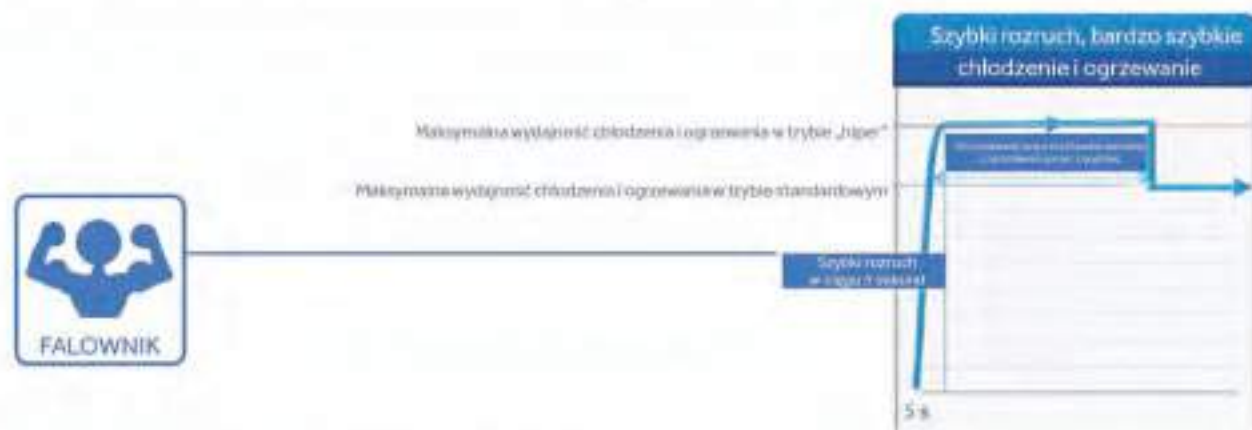 Szybki rozruch, bardzo szybkie
chłodzenie i ogrzewanie
Maksymalna wydajność chłodzenia i ogrzewania w trybie „hiper”
Maksymalna wydajność chłodzenia i ogrzewania w trybie standardowym
Szybki rozruch
w ciągu sekund
FALOWNIK
5 s